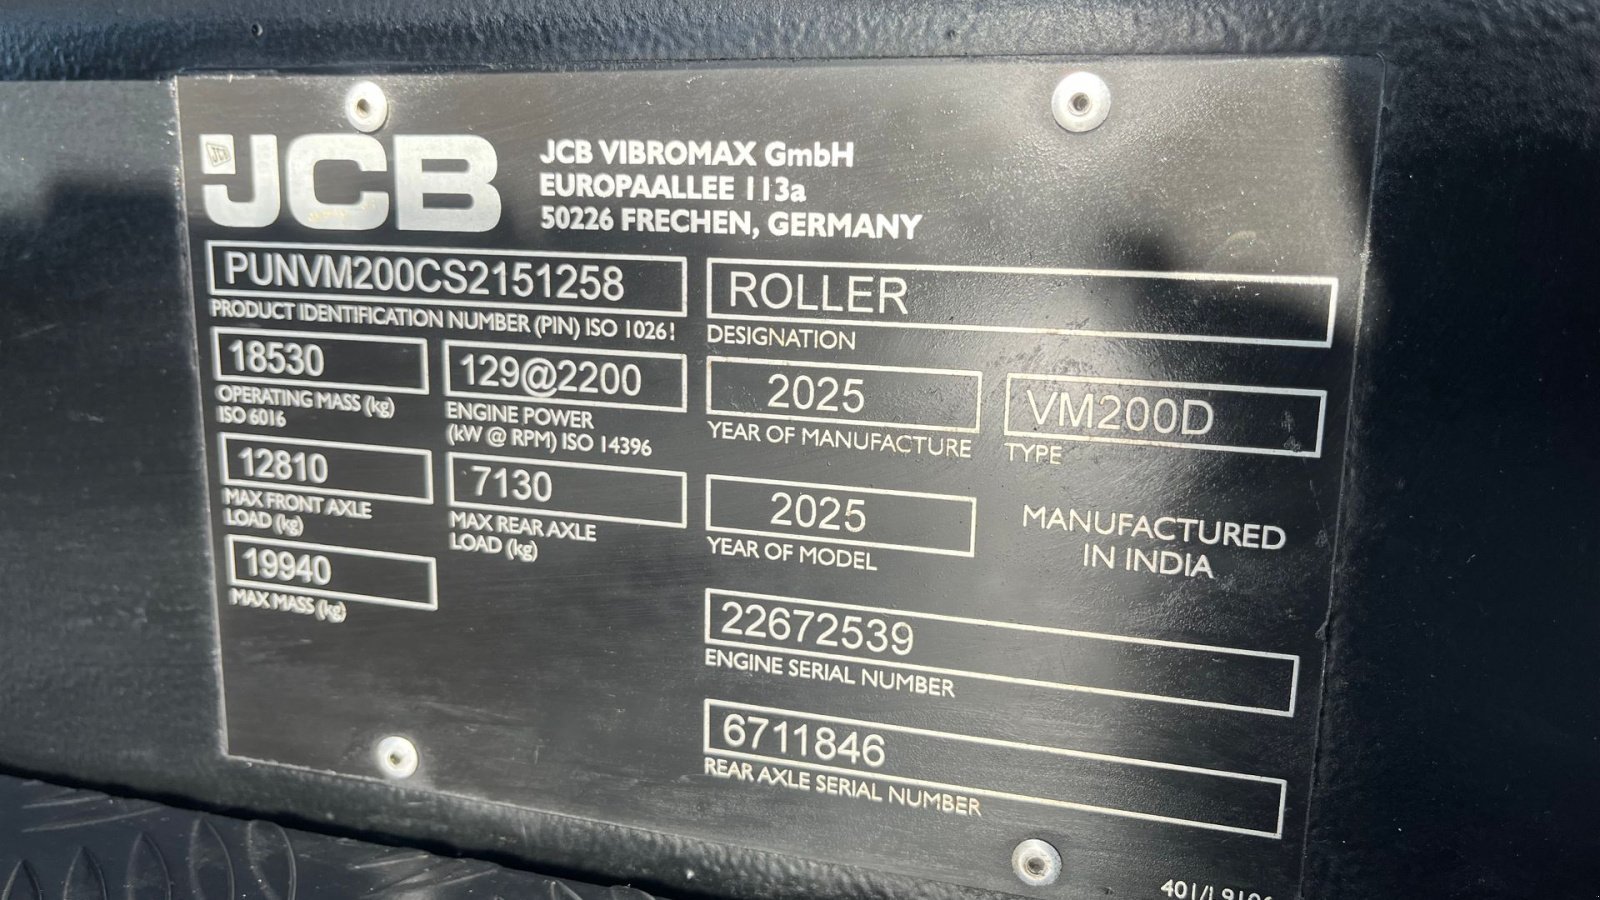 JCB
JCB VIBROMAX GmbH
EUROPAALLEE 113a
50226 FRECHEN, GERMANY
PUNVM200CS2151258
PRODUCT IDENTIFICATION NUMBER (PIN) ISO 10261
ROLLER
DESIGNATION
18530
OPERATING MASS (kg)
ISO 6016
129@2200
ENGINE POWER
(kW @ RPM) ISO 14396
2025
YEAR OF MANUFACTURE
VM200D
TYPE
12810
MAX FRONT AXLE
LOAD (kg)
7130
MAX REAR AXLE
LOAD (kg)
2025
YEAR OF MODEL
MANUFACTURED
IN INDIA
19940
MAX MASS (kg)
22672539
ENGINE SERIAL NUMBER
6711846
REAR AXLE SERIAL NUMBER